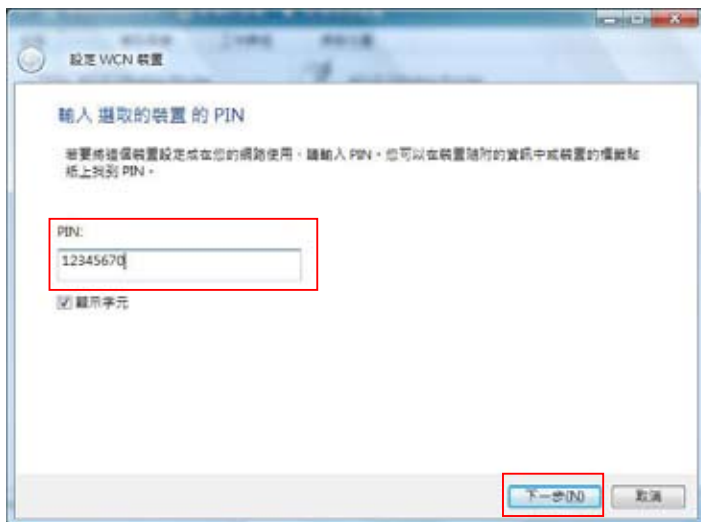 設定 WCN 裝置
輸入 選取的裝置 的 PIN
若要將這個裝置設定成在您的網路使用，請輸入 PIN。您可以在裝置隨附的資訊中或裝置的標籤貼
紙上找到 PIN。
PIN:
12345670
顯示字元
下一步(N)
取消